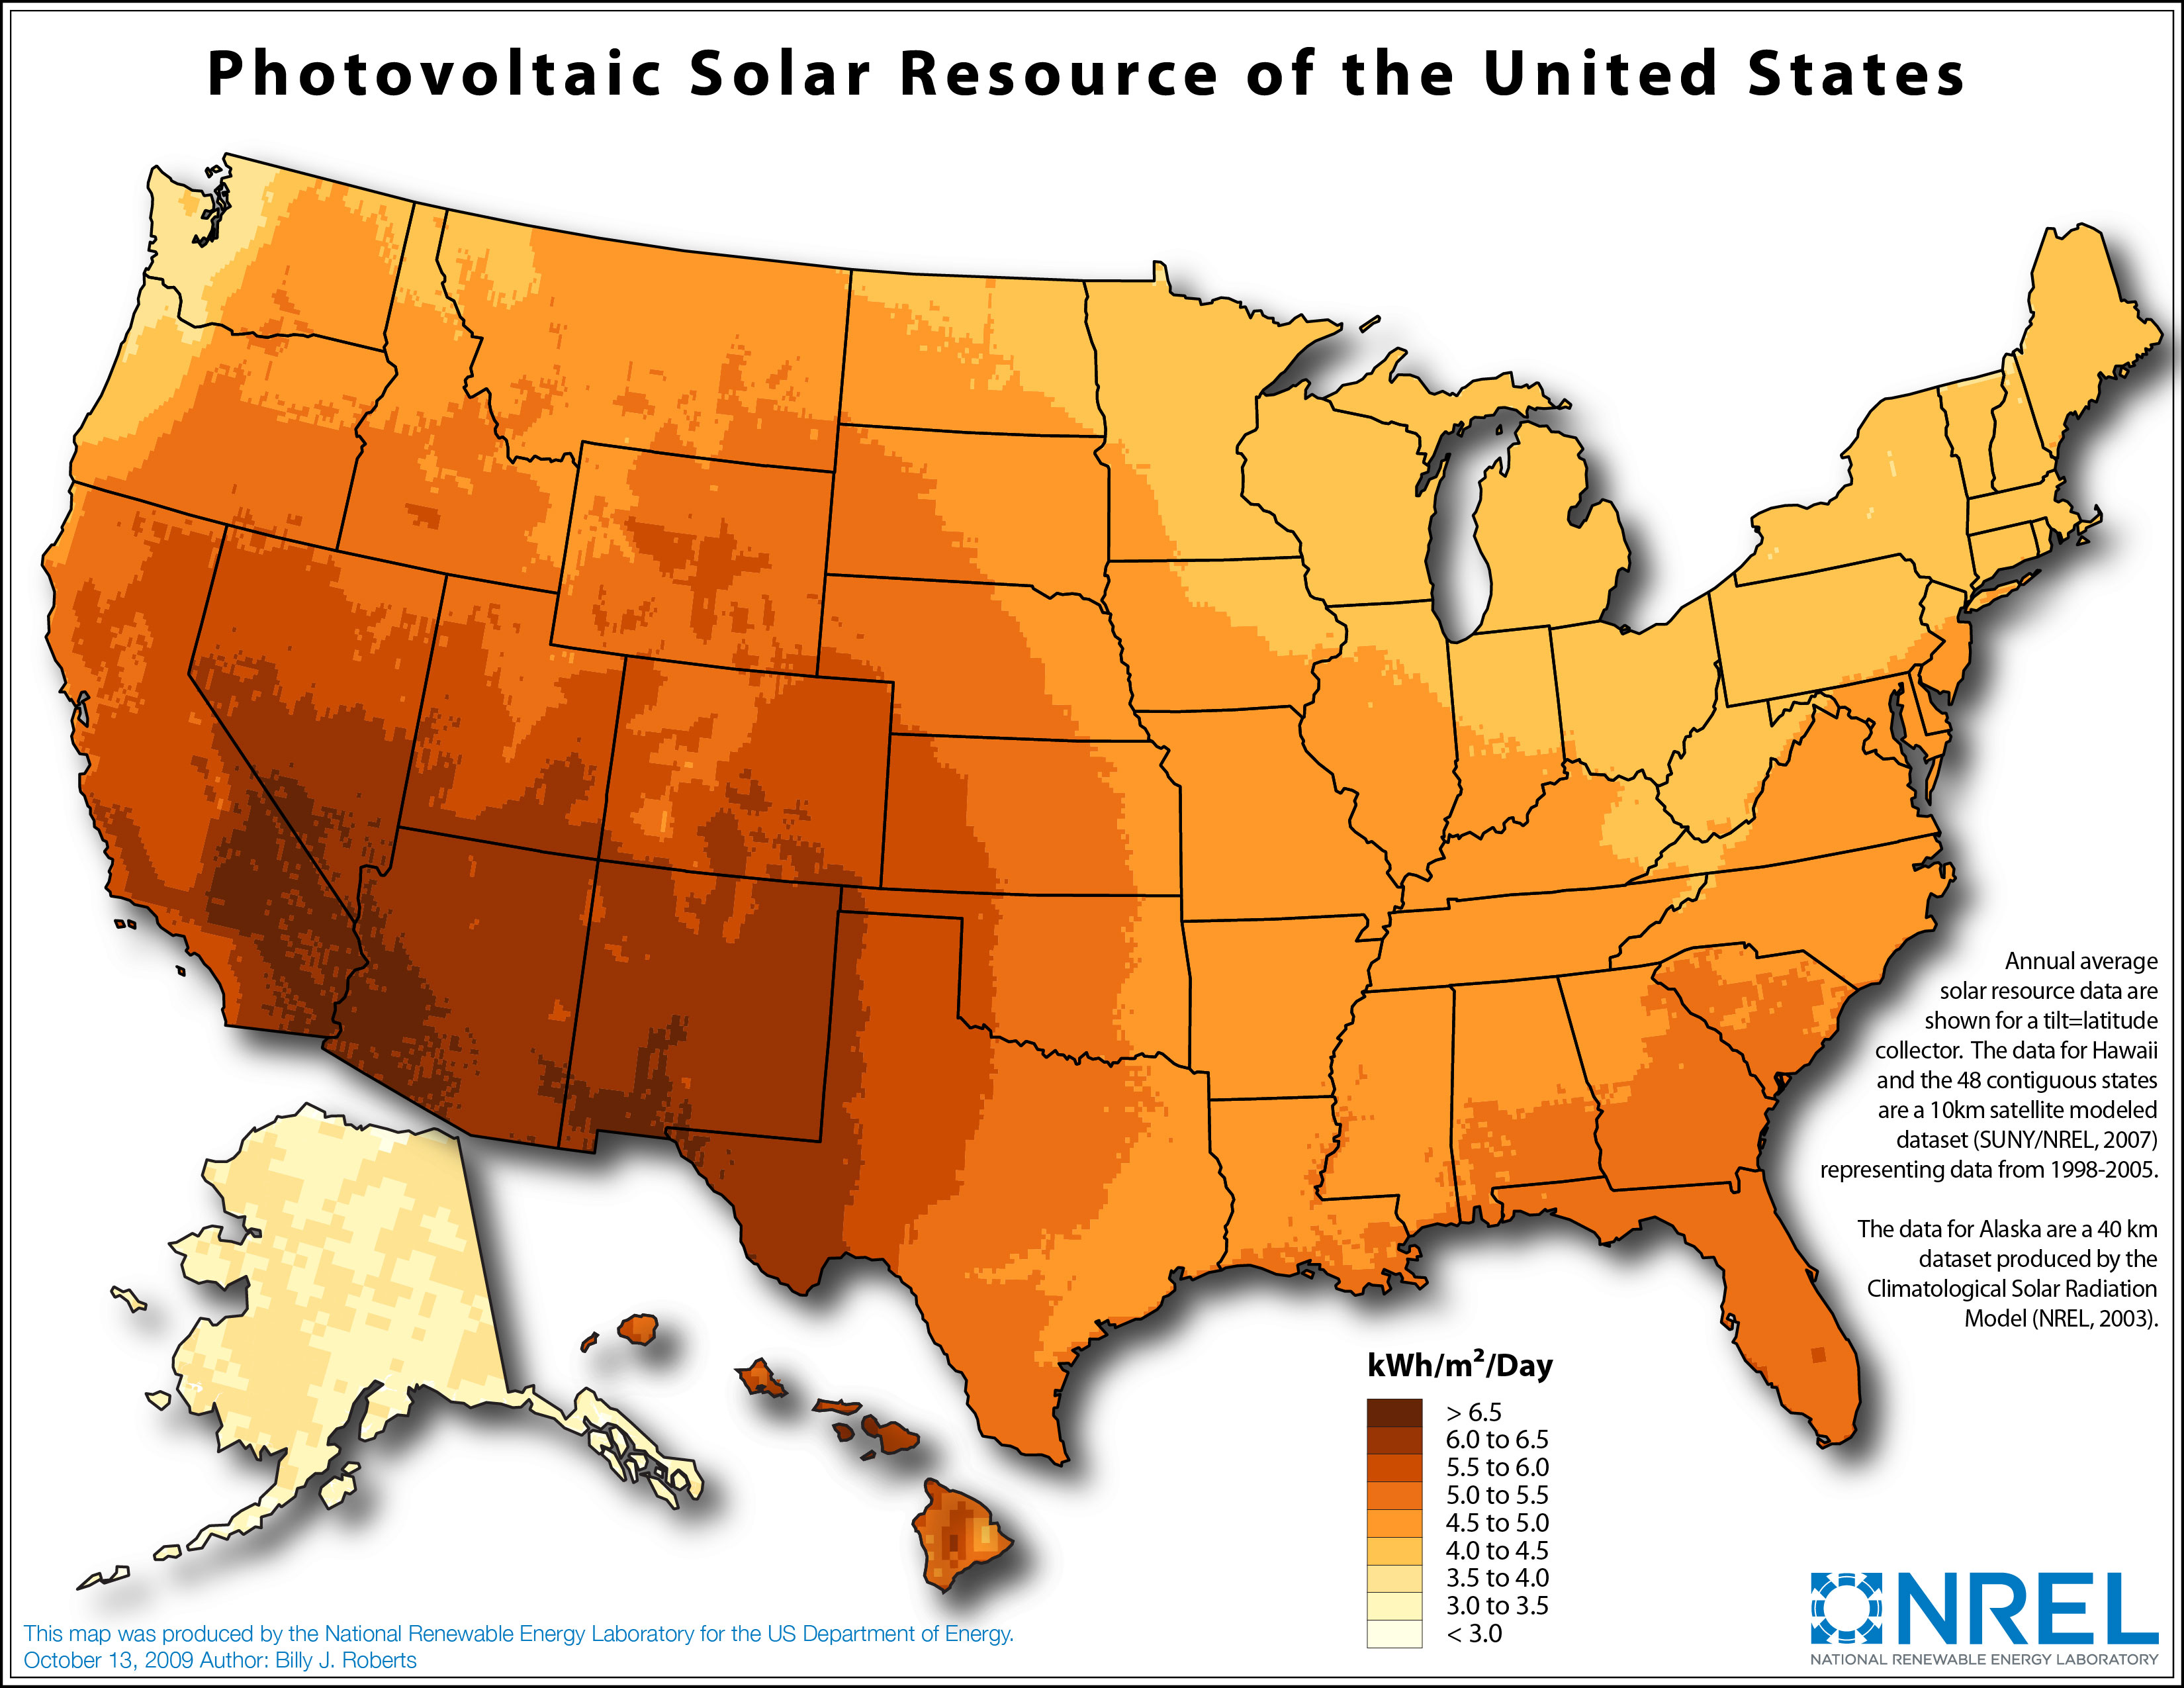 Photovoltaic Solar Resource of the United States
Annual average
solar resource data are
shown for a tilt=latitude
collector. The data for Hawaii
and the 48 contiguous states
are a 10km satellite modeled
dataset (SUNY/NREL, 2007)
representing data from 1998-2005.
The data for Alaska are a 40 km
dataset produced by the
Climatological Solar Radiation
Model (NREL, 2003).
kWh/m²/Day
> 6.5
6.0 to 6.5
5.5 to 6.0
5.0 to 5.5
4.5 to 5.0
4.0 to 4.5
3.5 to 4.0
3.0 to 3.5
< 3.0
This map was produced by the National Renewable Energy Laboratory for the US Department of Energy.
October 13, 2009 Author: Billy J. Roberts
NREL
NATIONAL RENEWABLE ENERGY LABORATORY